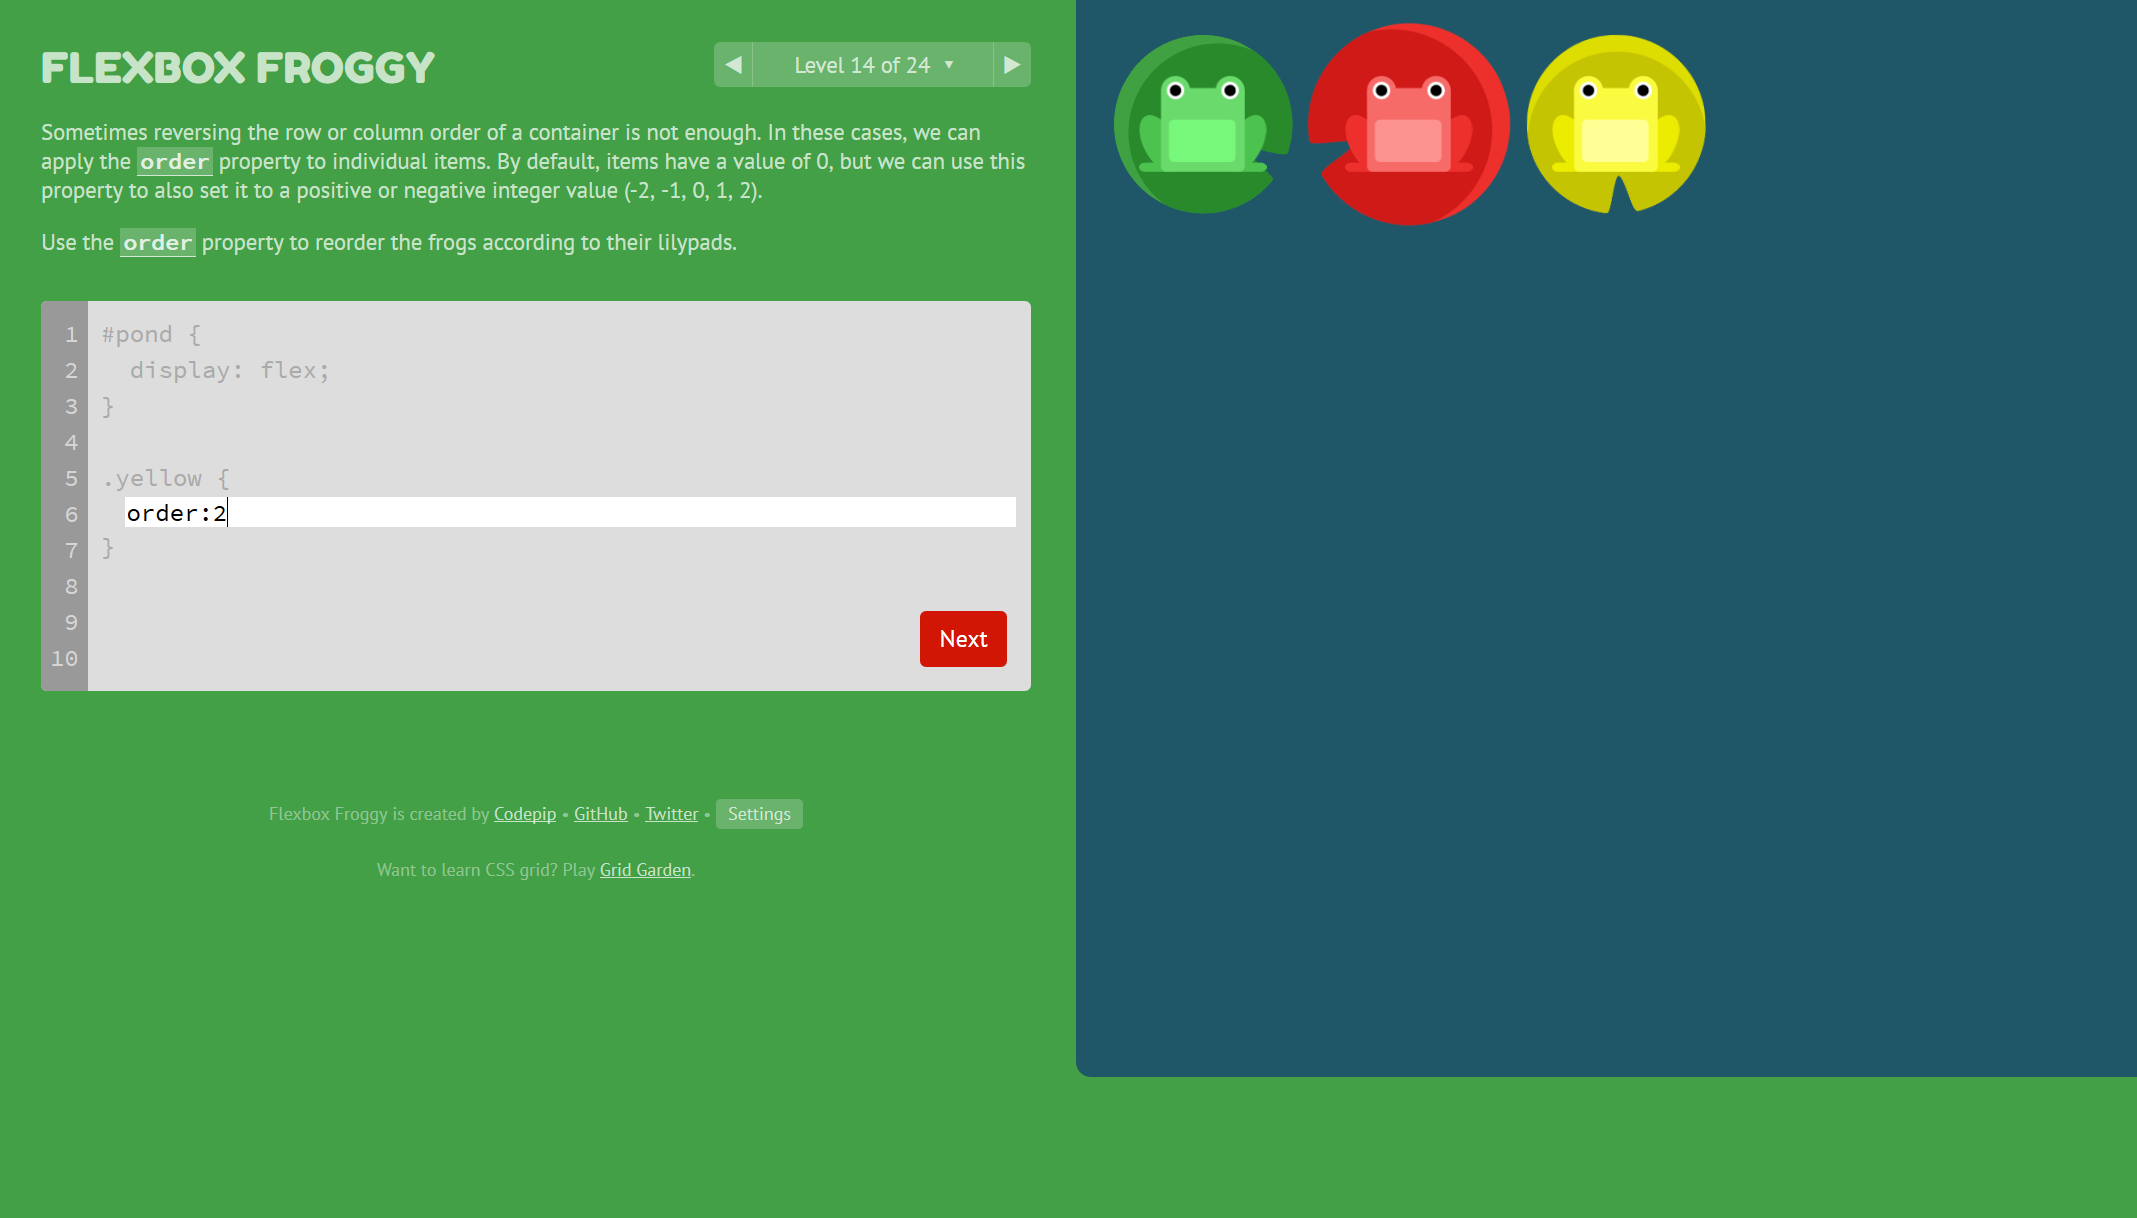 FLEXBOX FROGGY
◀ Level 14 of 24 ▼ ▶
Sometimes reversing the row or column order of a container is not enough. In these cases, we can
apply the order property to individual items. By default, items have a value of 0, but we can use this
property to also set it to a positive or negative integer value (-2, -1, 0, 1, 2).
Use the order property to reorder the frogs according to their lilypads.
1 #pond {
2   display: flex;
3 }
4
5 .yellow {
6   order:2
7 }
8
9
10
Next
Flexbox Froggy is created by Codepip • GitHub • Twitter • Settings
Want to learn CSS grid? Play Grid Garden.